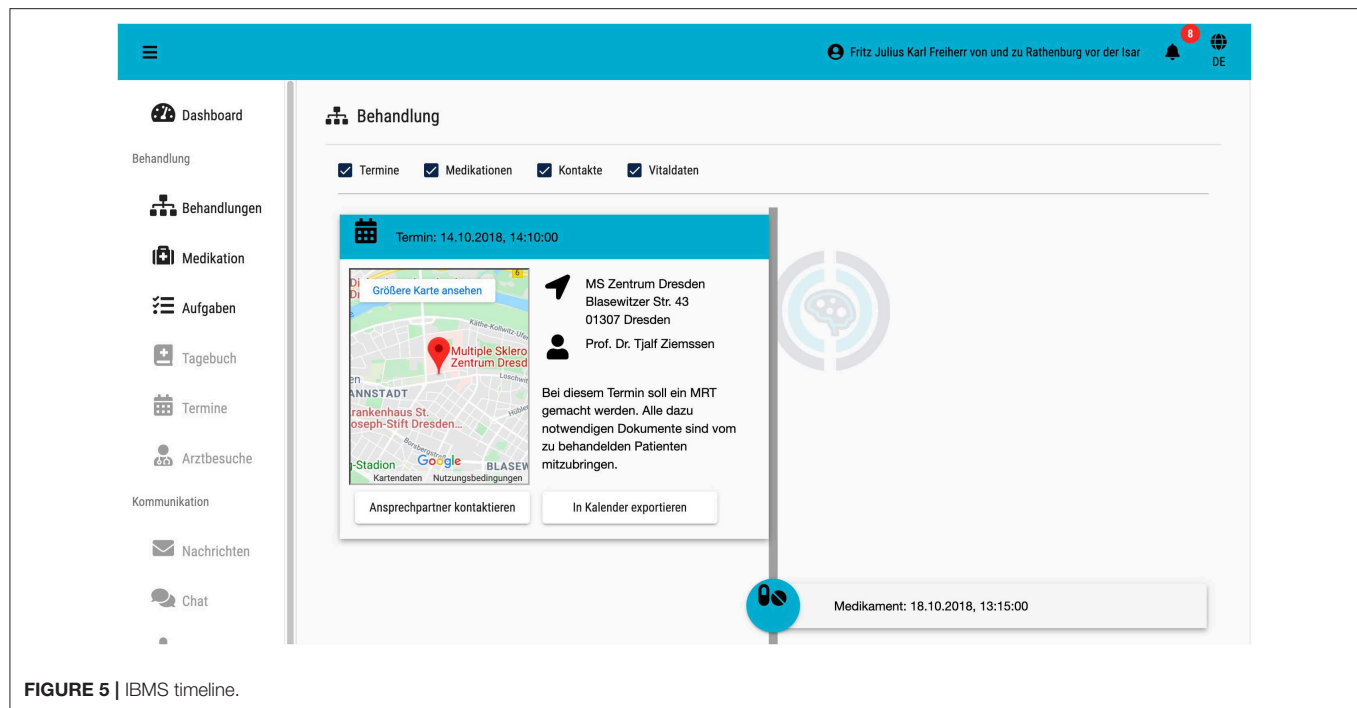 Fritz Julius Karl Freiherr von und zu Rathenburg vor der Isar
8
DE
Dashboard
Behandlung
Behandlungen
Medikation
Aufgaben
Tagebuch
Termine
Arztbesuche
Kommunikation
Nachrichten
Chat
Behandlung
Termine
Medikationen
Kontakte
Vitaldaten
Termin: 14.10.2018, 14:10:00
Größere Karte ansehen
6
Käthe-Kollwitz-Ufer
Multiple Sklero
Zentrum Dresd
Loschwit
ANNSTADT
rankenhaus St.
oseph-Stift Dresden...
Hübler
Borsbergstraße
-Stadion
Google
BLASEW
Kartendaten
Nutzungsbedingungen
MS Zentrum Dresden
Blasewitzer Str. 43
01307 Dresden
Prof. Dr. Tjalf Ziemssen
Bei diesem Termin soll ein MRT
gemacht werden. Alle dazu
notwendigen Dokumente sind vom
zu behandelden Patienten
mitzubringen.
Ansprechpartner kontaktieren
In Kalender exportieren
Medikament: 18.10.2018, 13:15:00
FIGURE 5 | IBMS timeline.